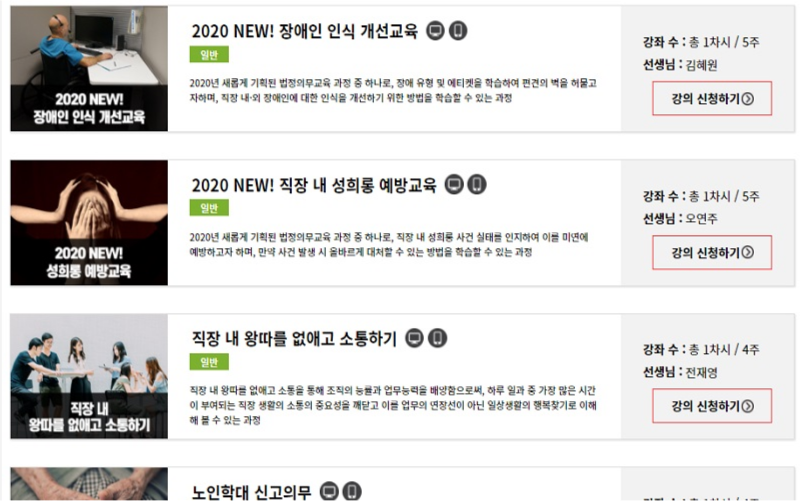 2020 NEW! 장애인 인식 개선교육
일반
2020년 새롭게 기획된 법정의무교육 과정 중 하나로, 장애 유형 및 에티켓을 학습하여 편견의 벽을 허물고
자하며, 직장 내·외 장애인에 대한 인식을 개선하기 위한 방법을 학습할 수 있는 과정
2020 NEW!
장애인 인식 개선교육
강좌 수 : 총 1차시 / 5주
선생님 : 김혜원
강의 신청하기
2020 NEW! 직장 내 성희롱 예방교육
일반
2020년 새롭게 기획된 법정의무교육 과정 중 하나로, 직장 내 성희롱 사건 실태를 인지하여 이를 미연에
예방하고자 하며, 만약 사건 발생 시 올바르게 대처할 수 있는 방법을 학습할 수 있는 과정
2020 NEW!
성희롱 예방교육
강좌 수 : 총 1차시 / 5주
선생님 : 오연주
강의 신청하기
직장 내 왕따를 없애고 소통하기
일반
직장 내 왕따를 없애고 소통을 통해 조직의 능률과 업무능력을 배양함으로써, 하루 일과 중 가장 많은 시간
이 부여되는 직장 생활의 소통의 중요성을 깨닫고 이를 업무의 연장선이 아닌 일상생활의 행복찾기로 이해
해 볼 수 있는 과정
직장 내
왕따를 없애고 소통하기
강좌 수 : 총 1차시 / 4주
선생님 : 전재영
강의 신청하기
노인학대 신고의무